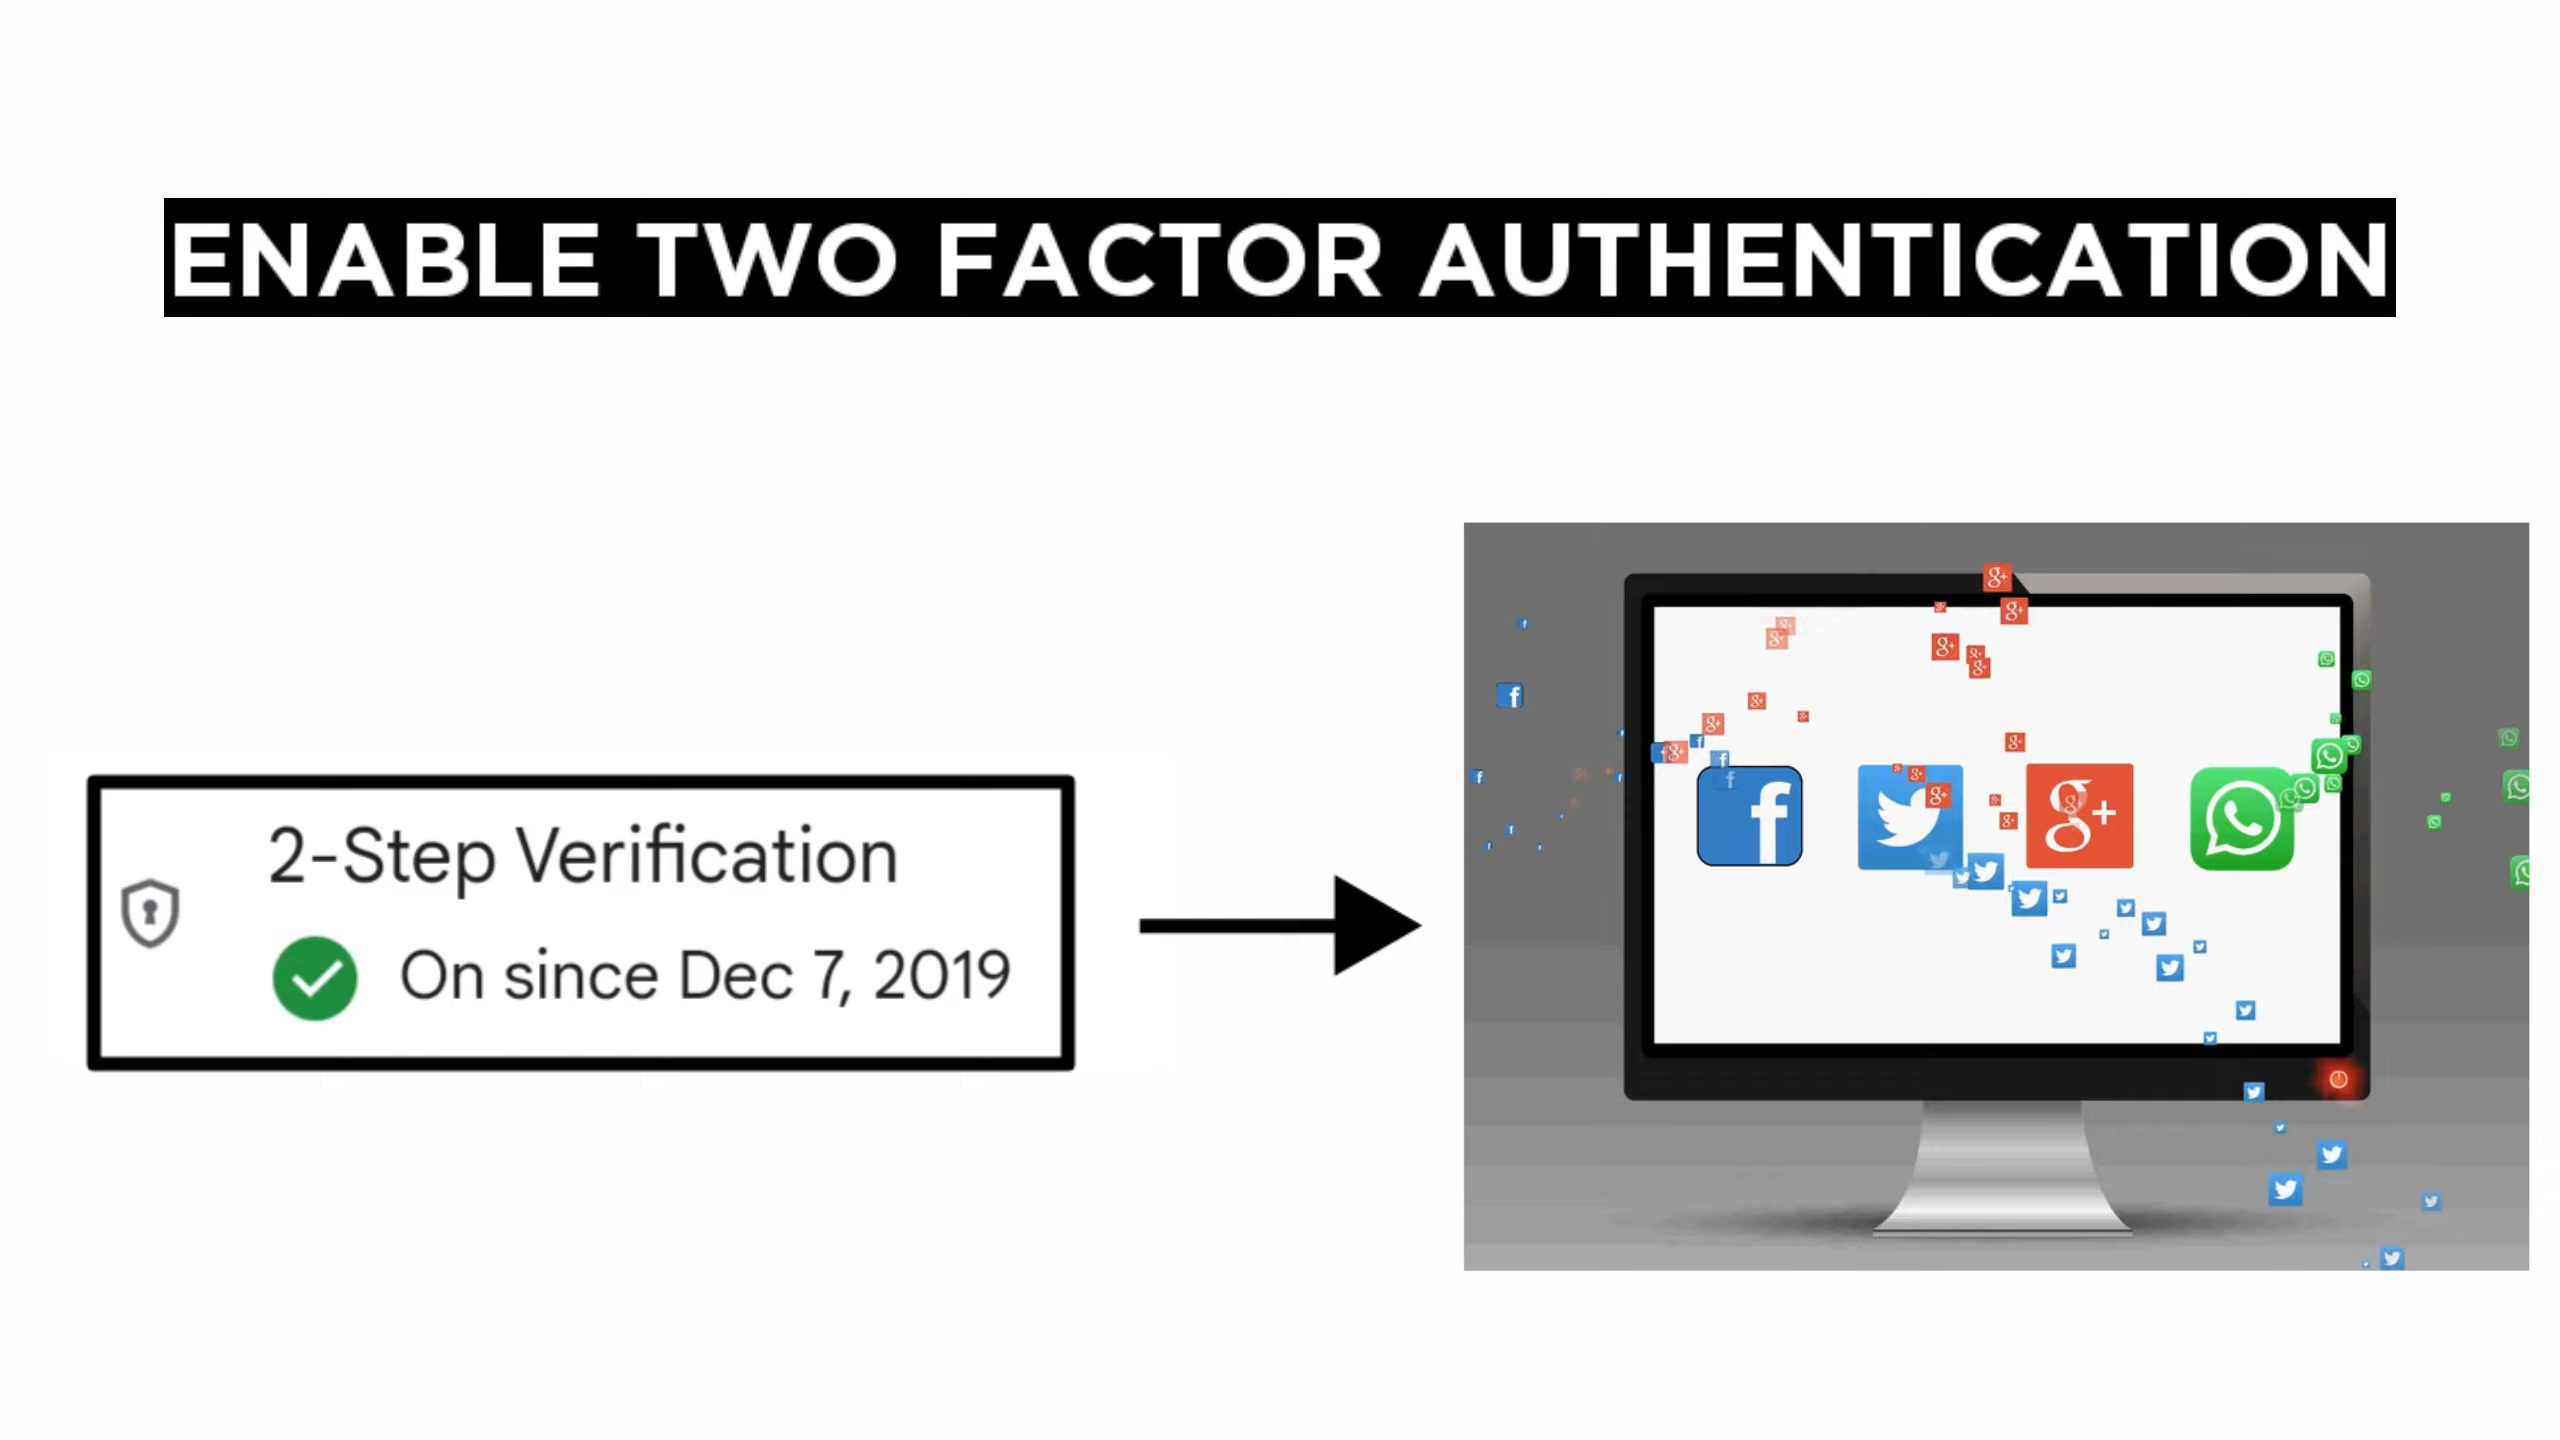 ENABLE TWO FACTOR AUTHENTICATION
2-Step Verification
On since Dec 7, 2019
f
g+